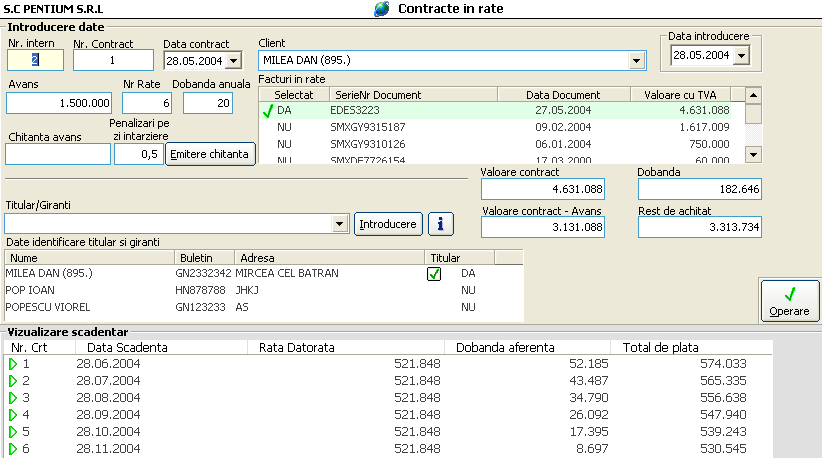 S.C PENTIUM S.R.L Contracte in rate
Introducere date
Nr. intern Nr. Contract Data contract Client Data introducere
2 1 28.05.2004 MILEA DAN (895.) 28.05.2004
Avans Nr Rate Dobanda anuala Facturi in rate
1.500.000 6 20
Selectat SerieNr Document Data Document Valoare cu TVA
DA EDES3223 27.05.2004 4.631.088
NU SMXGY9315187 09.02.2004 1.617.009
NU SMXGY9310126 06.01.2004 750.000
NU SMXDF7726154 17.03.2000 60.000
Chitanta avans Penalizari pe zi intarziere
0,5 Emitere chitanta
Valoare contract Dobanda
4.631.088 182.646
Titular/Giranti Valoare contract - Avans Rest de achitat
Introducere i 3.131.088 3.313.734
Date identificare titular si giranti
Nume Buletin Adresa Titular
MILEA DAN (895.) GN2332342 MIRCEA CEL BATRAN DA
POP IOAN HN878788 JHKJ NU
POPESCU VIOREL GN123233 AS NU
Operare
Vizualizare scadentar
Nr. Crt Data Scadenta Rata Datorata Dobanda aferenta Total de plata
1 28.06.2004 521.848 52.185 574.033
2 28.07.2004 521.848 43.487 565.335
3 28.08.2004 521.848 34.790 556.638
4 28.09.2004 521.848 26.092 547.940
5 28.10.2004 521.848 17.395 539.243
6 28.11.2004 521.848 8.697 530.545